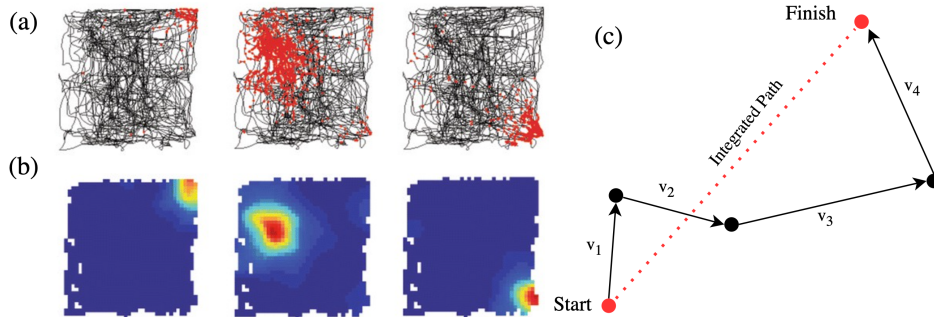 (a)
(b)
(c)
Finish
v4
Integrated Path
v2
v3
v1
Start